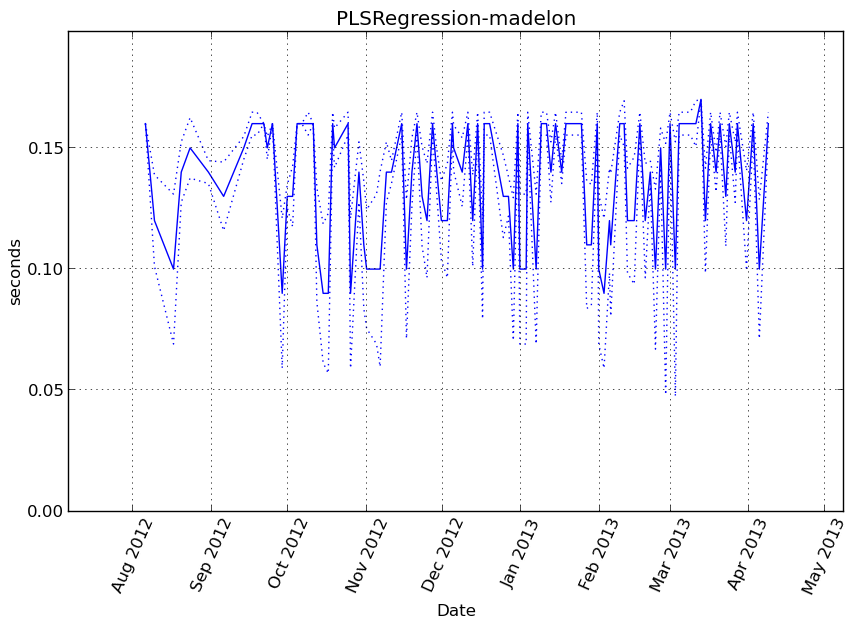 PLSRegression-madelon
seconds
0.15
0.10
0.05
0.00
Aug 2012
Sep 2012
Oct 2012
Nov 2012
Dec 2012
Jan 2013
Feb 2013
Mar 2013
Apr 2013
May 2013
Date